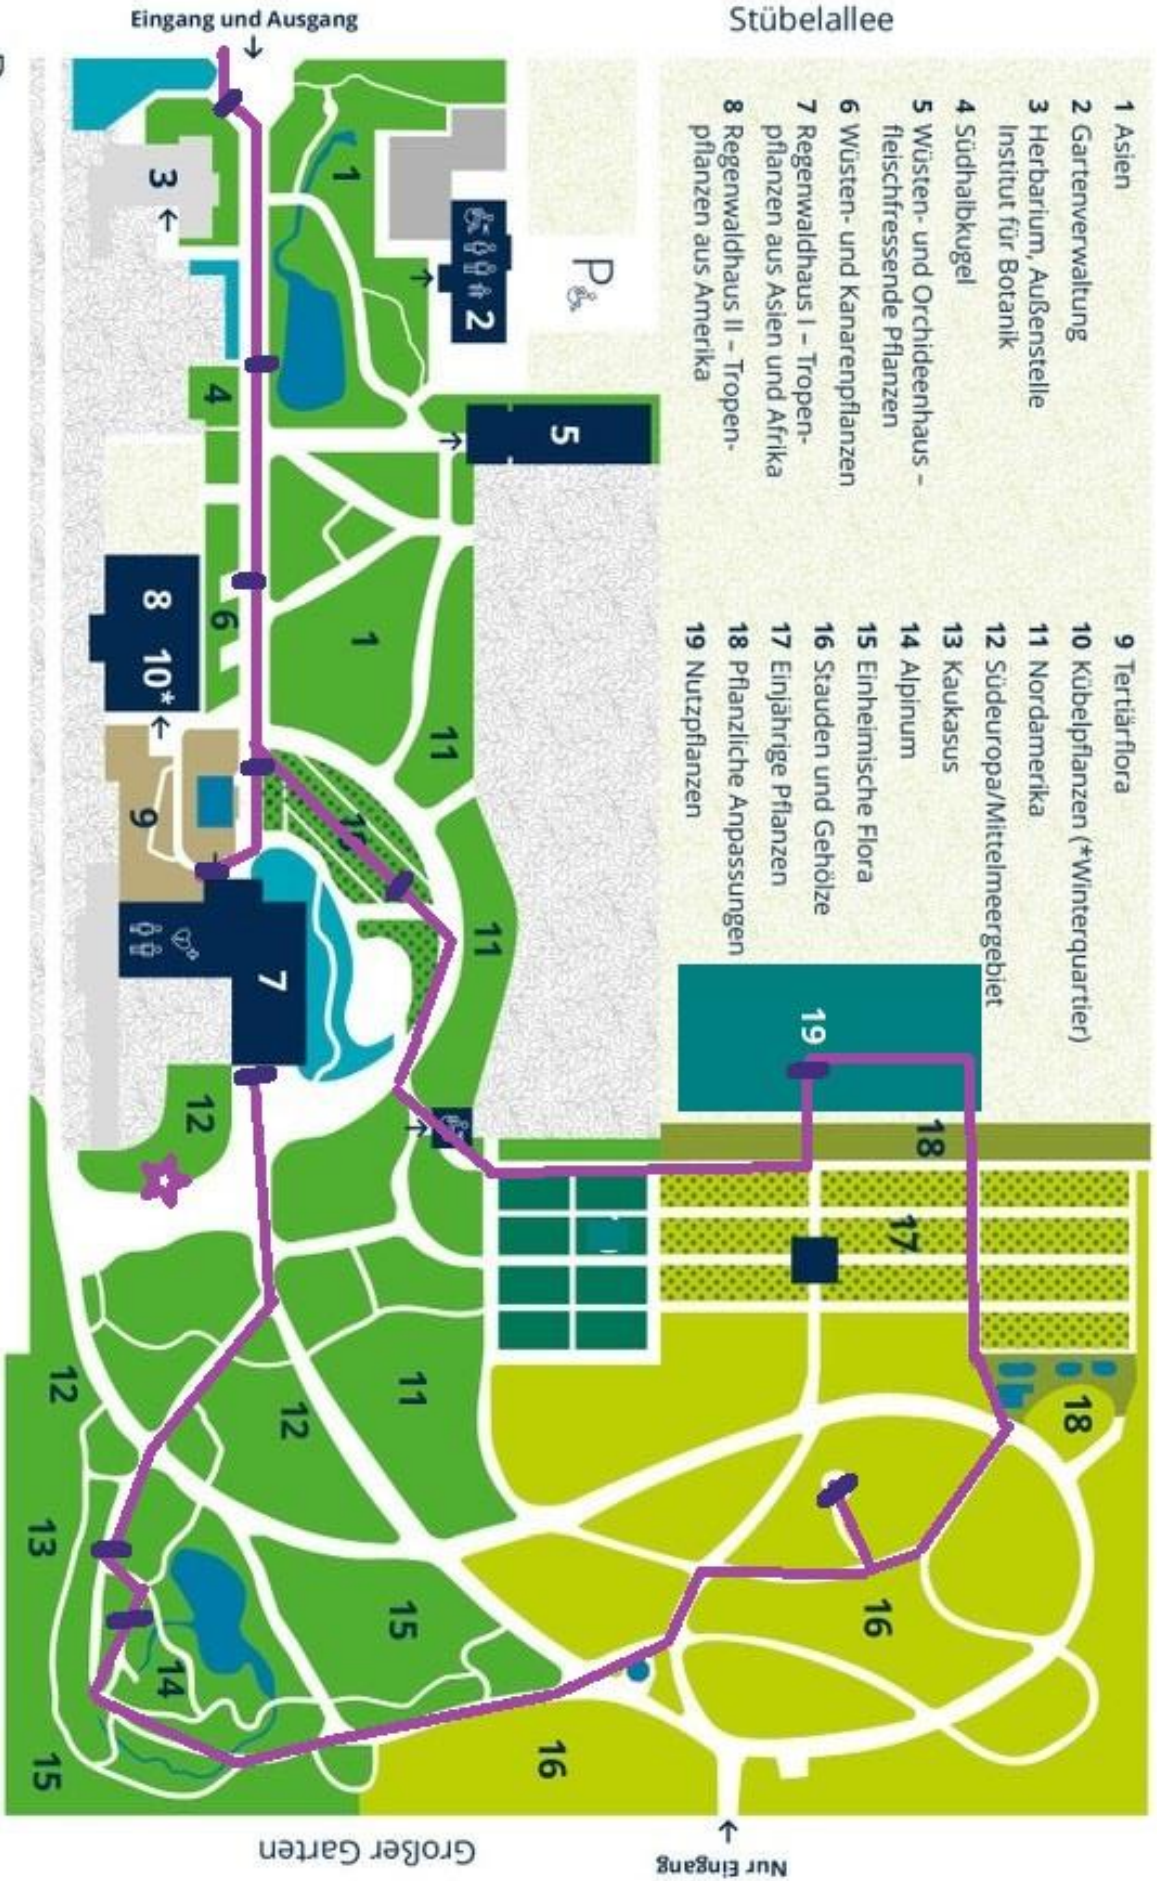 Eingang und Ausgang
Stübelallee
1 Asien
2 Gartenverwaltung
3 Herbarium, Außenstelle
Institut für Botanik
4 Südhalbkugel
5 Wüsten- und Orchideenhaus –
fleischfressende Pflanzen
6 Wüsten- und Kanarenpflanzen
7 Regenwaldhaus I – Tropen-
pflanzen aus Asien und Afrika
8 Regenwaldhaus II – Tropen-
pflanzen aus Amerika
9 Tertiärflora
10 Kübelpflanzen (*Winterquartier)
11 Nordamerika
12 Südeuropa/Mittelmeergebiet
13 Kaukasus
14 Alpinum
15 Einheimische Flora
16 Stauden und Gehölze
17 Einjährige Pflanzen
18 Pflanzliche Anpassungen
19 Nutzpflanzen
3
1
2
P
4
5
8
10*
6
1
11
9
10
11
7
19
12
18
17
12
11
12
18
13
15
14
16
15
16
Großer Garten
Nur Eingang